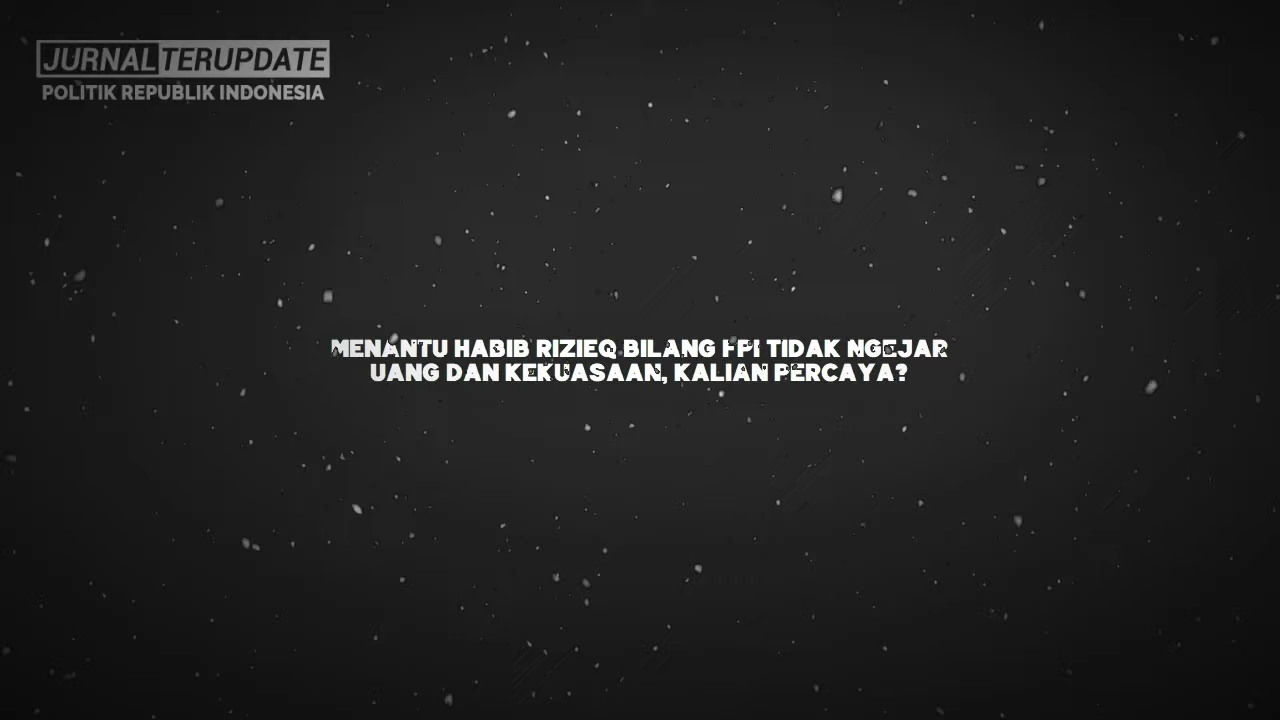 JURNALTERUPDATE
POLITIK REPUBLIK INDONESIA
MENANTU HABIB RIZIEQ BILANG FPI TIDAK NGEJAR
UANG DAN KEKUASAAN, KALIAN PERCAYA?